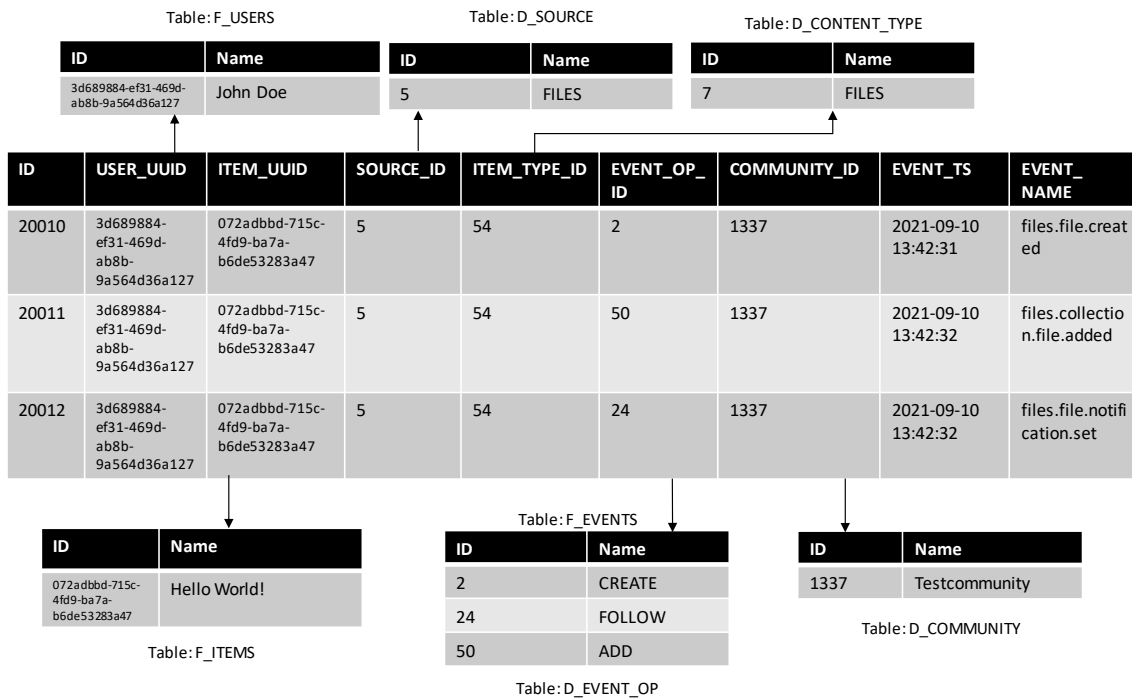 Table: F_USERS
Table: D_SOURCE
Table: D_CONTENT_TYPE
ID Name
3d689884-ef31-469d-
ab8b-9a564d36a127
John Doe
ID Name
5 FILES
ID Name
7 FILES
ID USER_UUID ITEM_UUID SOURCE_ID ITEM_TYPE_ID EVENT_OP_ COMMUNITY_ID EVENT_TS EVENT_
ID NAME
20010 3d689884- 072adbbd-715c- 5 54 2 1337 2021-09-10 files.file.creat
ef31-469d- 4fd9-ba7a- 13:42:31 ed
ab8b- b6de53283a47
9a564d36a127
20011 3d689884- 072adbbd-715c- 5 54 50 1337 2021-09-10 files.collectio
ef31-469d- 4fd9-ba7a- 13:42:32 n.file.added
ab8b- b6de53283a47
9a564d36a127
20012 3d689884- 072adbbd-715c- 5 54 24 1337 2021-09-10 files.file.notifi
ef31-469d- 4fd9-ba7a- 13:42:32 cation.set
ab8b- b6de53283a47
9a564d36a127
Table: F_EVENTS
ID Name
072adbbd-715c-
4fd9-ba7a-
b6de53283a47
Hello World!
Table: F_ITEMS
ID Name
2 CREATE
24 FOLLOW
50 ADD
Table: D_EVENT_OP
ID Name
1337 Testcommunity
Table: D_COMMUNITY